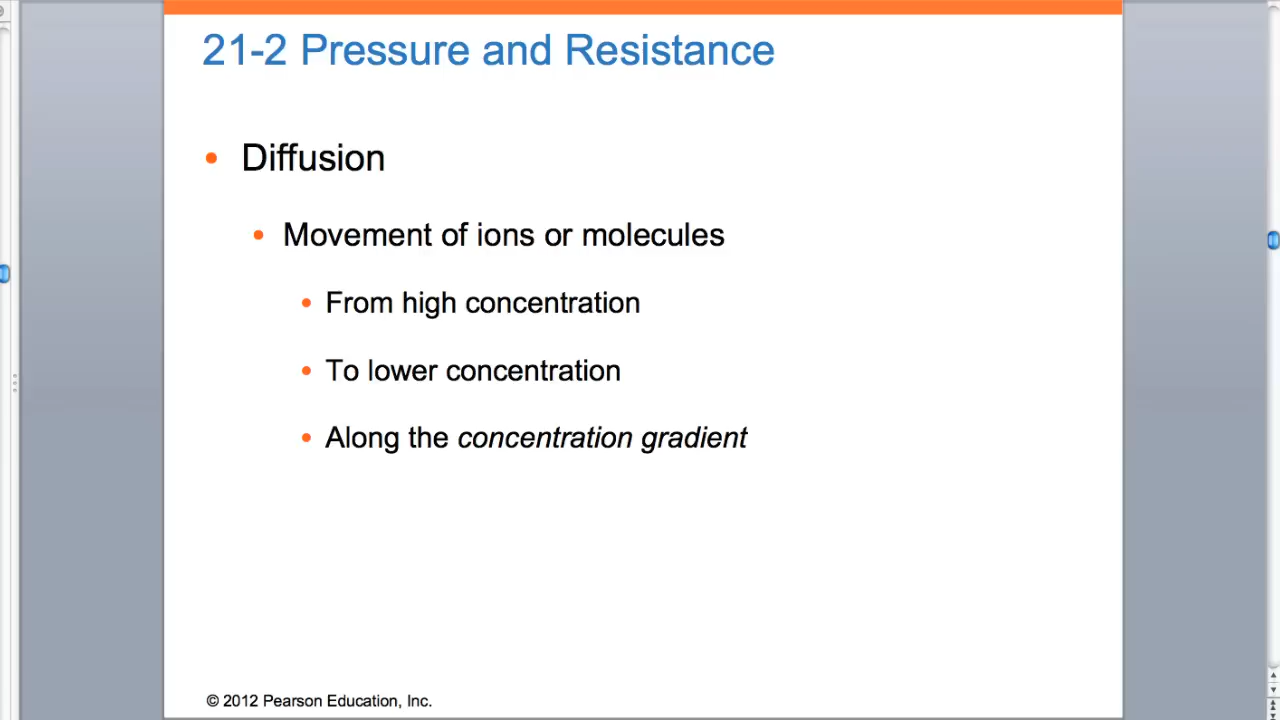 21-2 Pressure and Resistance
• Diffusion
• Movement of ions or molecules
• From high concentration
• To lower concentration
• Along the concentration gradient
© 2012 Pearson Education, Inc.